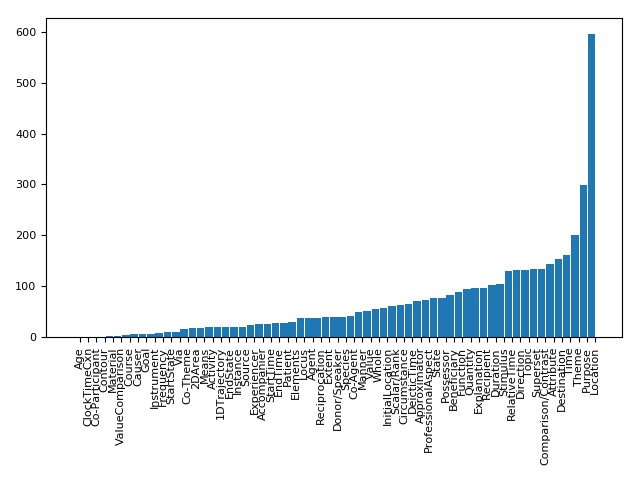 600
500
400
300
200
100
0
Age
ClockTimeCxn
Co-Participant
Contour
Material
ValueComparison
Course
Causer
Goal
Instrument
Frequency
StartState
Via
Co-Theme
2DArea
Means
Activity
1DTrajectory
EndState
Instance
Source
Experiencer
Accompanier
StartTime
EndTime
Patient
Elements
Locus
Agent
Reciprocation
Extent
Donor/Speaker
Species
Co-Agent
Manner
Value
Whole
InitialLocation
Scalar/Rank
Circumstance
DeicticTime
Approximator
ProfessionalAspect
State
Possessor
Beneficiary
Function
Quantity
Explanation
Recipient
Duration
Stimulus
RelativeTime
Direction
Topic
Superset
Comparison/Contrast
Attribute
Destination
Time
Theme
Purpose
Location